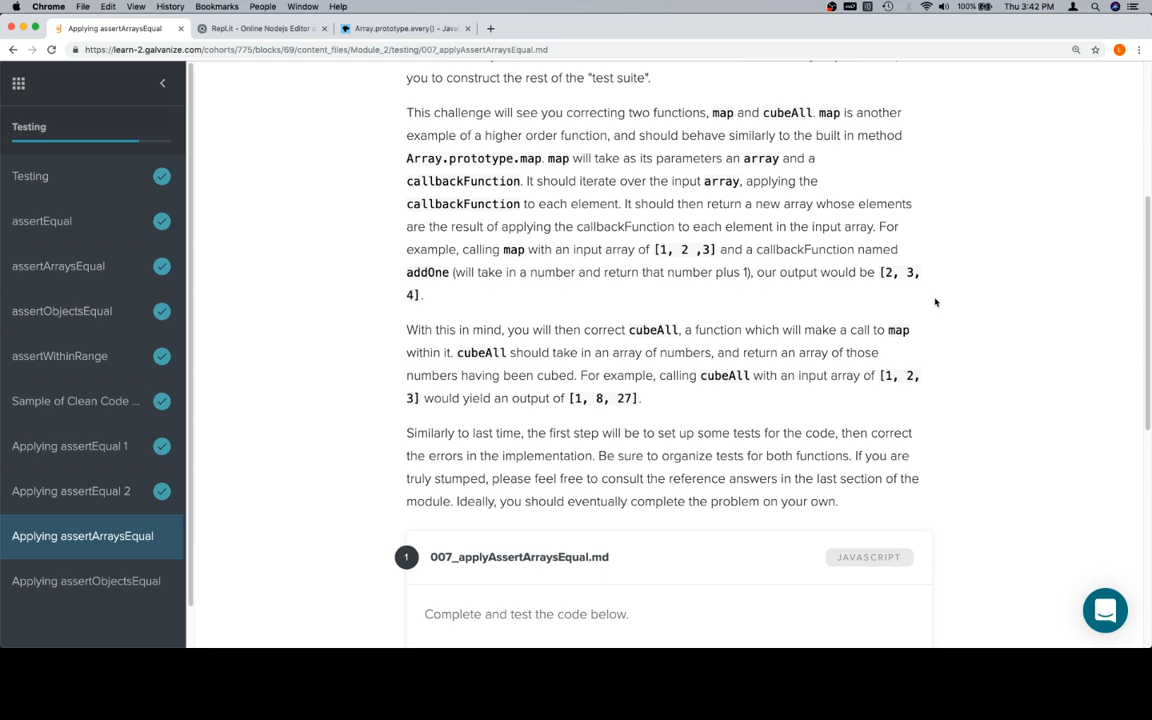 Chrome File Edit View History Bookmarks People Window Help 100% Thu 3:42 PM
Applying assertArraysEqual
Repl.it - Online Nodejs Editor
Array.prototype.every() - Java
https://learn-2.galvanize.com/cohorts/775/blocks/69/content_files/Module_2/testing/007_applyAssertArraysEqual.md
Testing
Testing
assertEqual
assertArraysEqual
assertObjectsEqual
assertWithinRange
Sample of Clean Code ...
Applying assertEqual 1
Applying assertEqual 2
Applying assertArraysEqual
Applying assertObjectsEqual
you to construct the rest of the "test suite".
This challenge will see you correcting two functions, map and cubeAll. map is another
example of a higher order function, and should behave similarly to the built in method
Array.prototype.map. map will take as its parameters an array and a
callbackFunction. It should iterate over the input array, applying the
callbackFunction to each element. It should then return a new array whose elements
are the result of applying the callbackFunction to each element in the input array. For
example, calling map with an input array of [1, 2 ,3] and a callbackFunction named
addOne (will take in a number and return that number plus 1), our output would be [2, 3,
4].
With this in mind, you will then correct cubeAll, a function which will make a call to map
within it. cubeAll should take in an array of numbers, and return an array of those
numbers having been cubed. For example, calling cubeAll with an input array of [1, 2,
3] would yield an output of [1, 8, 27].
Similarly to last time, the first step will be to set up some tests for the code, then correct
the errors in the implementation. Be sure to organize tests for both functions. If you are
truly stumped, please feel free to consult the reference answers in the last section of the
module. Ideally, you should eventually complete the problem on your own.
1 007_applyAssertArraysEqual.md JAVASCRIPT
Complete and test the code below.